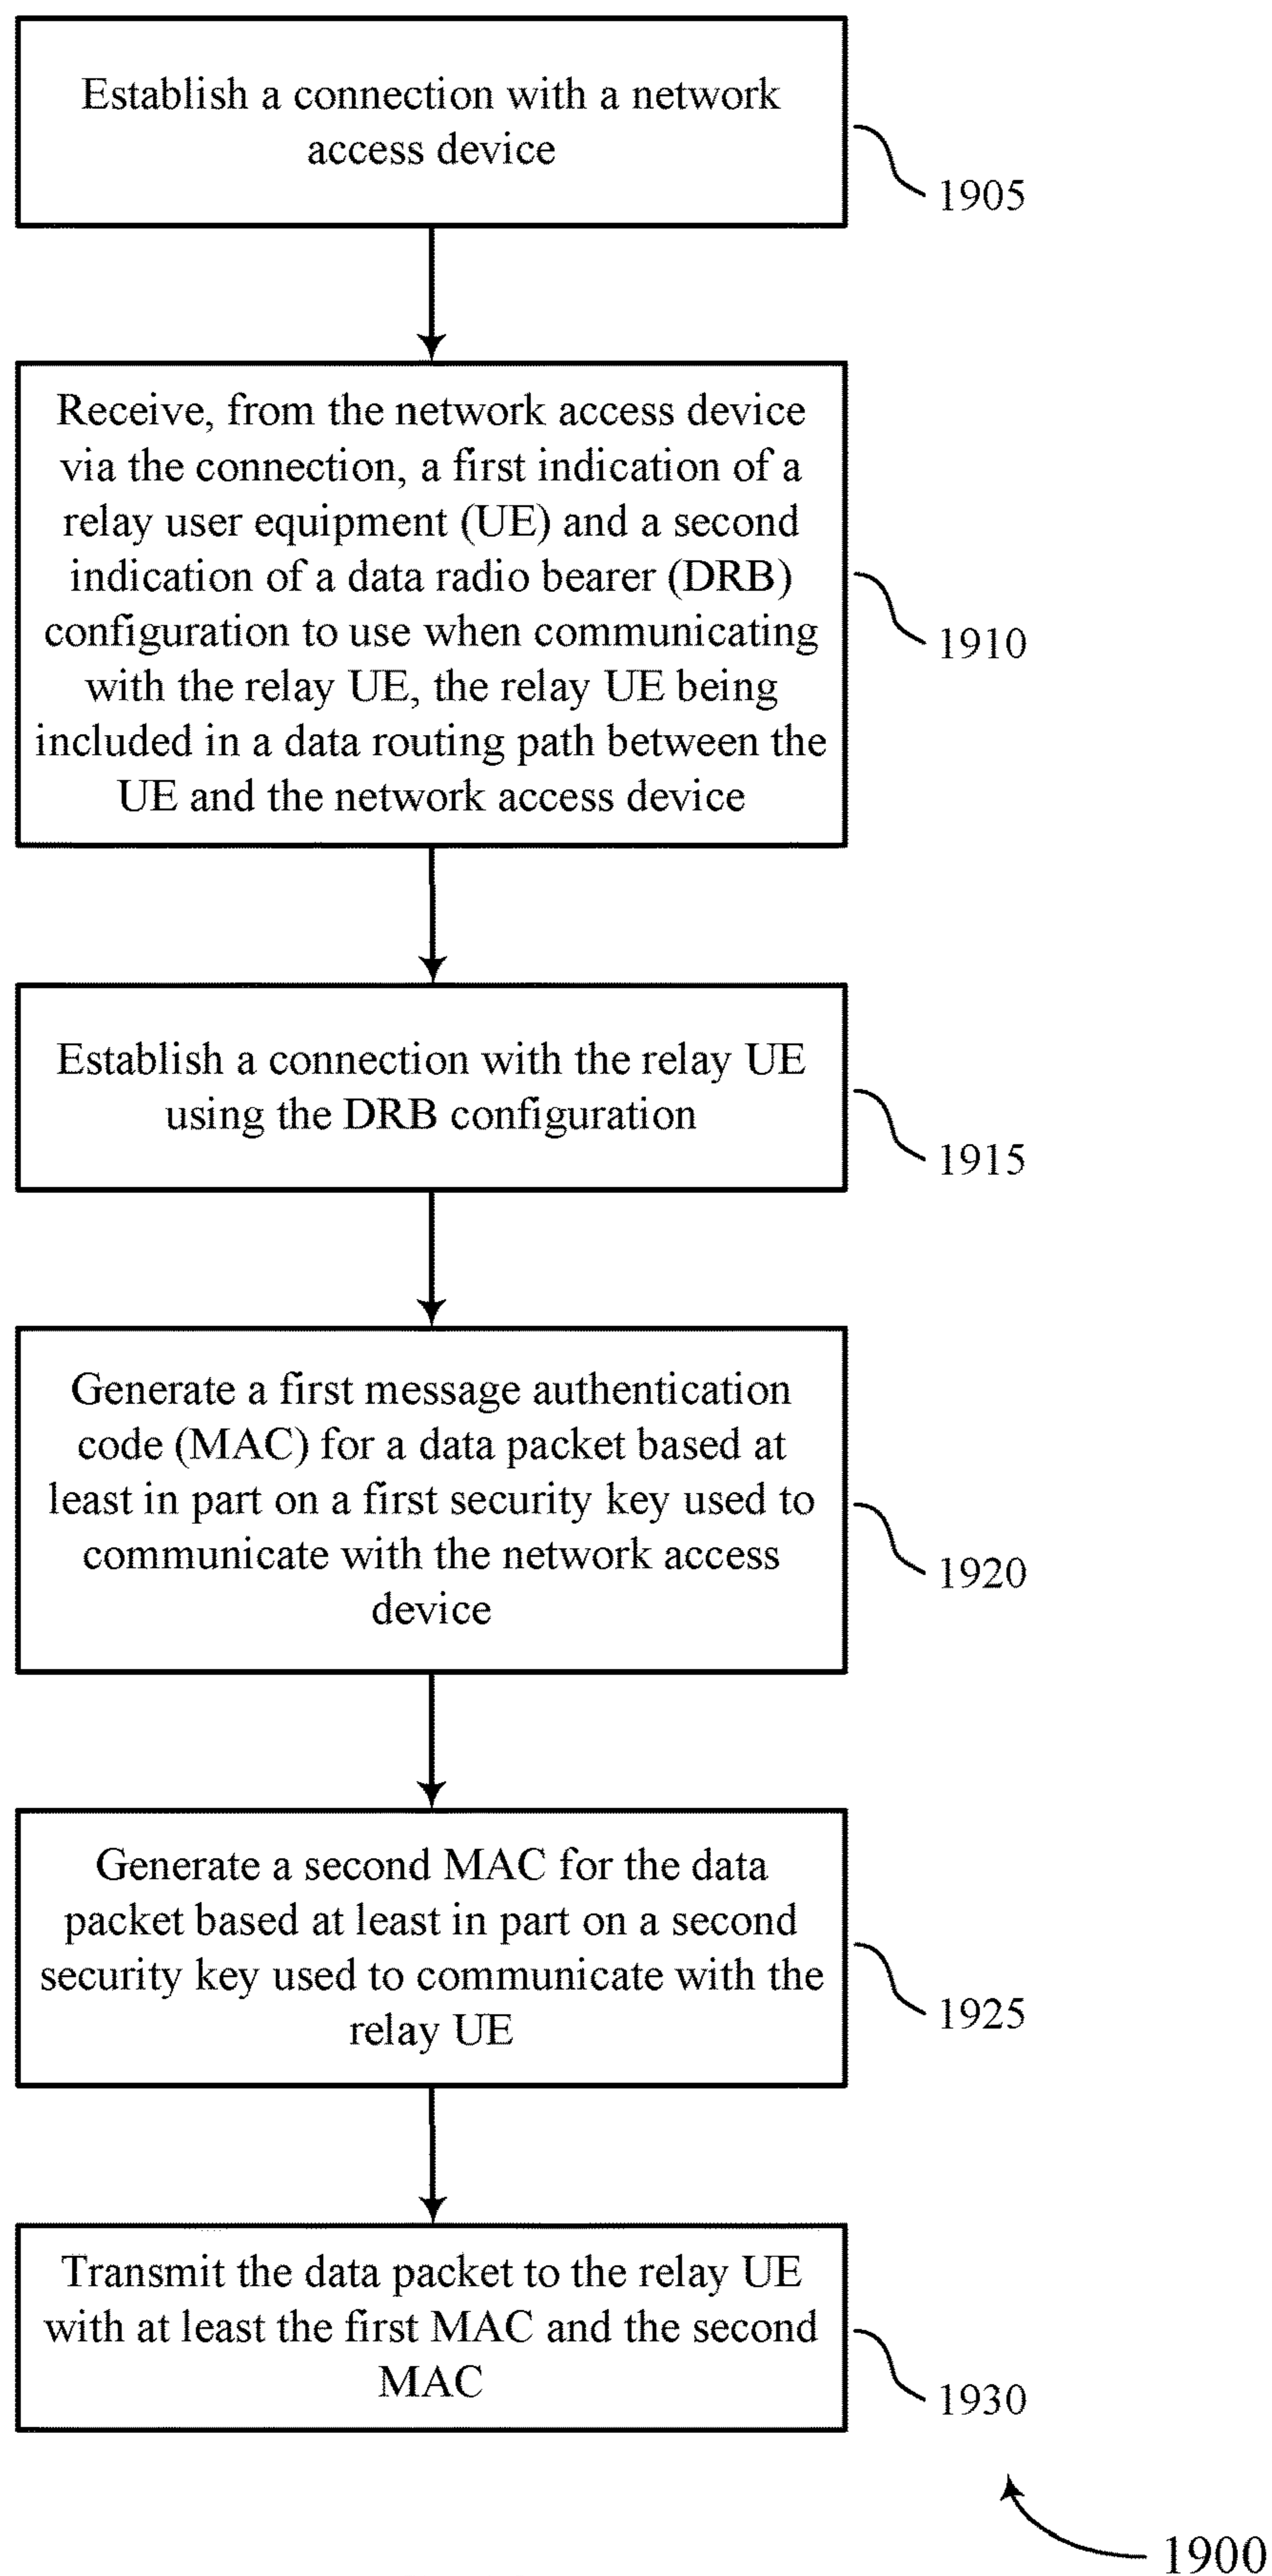 Establish a connection with a network
access device
1905
Receive, from the network access device
via the connection, a first indication of a
relay user equipment (UE) and a second
indication of a data radio bearer (DRB)
configuration to use when communicating
with the relay UE, the relay UE being
included in a data routing path between the
UE and the network access device
1910
Establish a connection with the relay UE
using the DRB configuration
1915
Generate a first message authentication
code (MAC) for a data packet based at
least in part on a first security key used to
communicate with the network access
device
1920
Generate a second MAC for the data
packet based at least in part on a second
security key used to communicate with the
relay UE
1925
Transmit the data packet to the relay UE
with at least the first MAC and the second
MAC
1930
1900